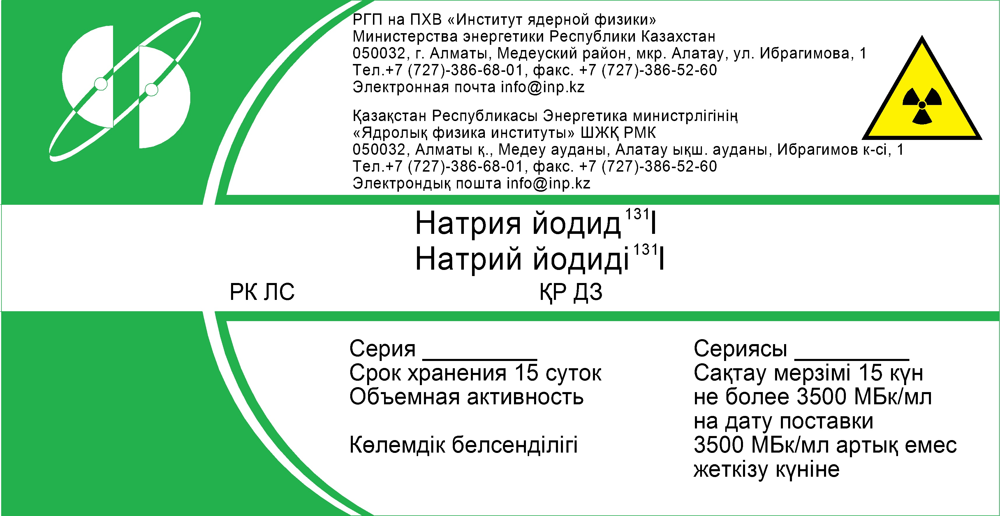 РГП на ПХВ «Институт ядерной физики»
Министерства энергетики Республики Казахстан
050032, г. Алматы, Медеуский район, мкр. Алатау, ул. Ибрагимова, 1
Тел.+7 (727)-386-68-01, факс. +7 (727)-386-52-60
Электронная почта info@inp.kz
Қазақстан Республикасы Энергетика министрлігінің
«Ядролық физика институты» ШЖҚ РМК
050032, Алматы қ., Медеу ауданы, Алатау ықш. ауданы, Ибрагимов к-сі, 1
Тел.+7 (727)-386-68-01, факс. +7 (727)-386-52-60
Электрондық пошта info@inp.kz
Натрия йодид ¹³¹I
Натрий йодиді ¹³¹I
РК ЛС ҚР ДЗ
Серия __________ Сериясы __________
Срок хранения 15 суток Сақтау мерзімі 15 күн
Объемная активность не более 3500 МБк/мл
на дату поставки
Көлемдік белсенділігі 3500 МБк/мл артық емес
жеткізу күніне